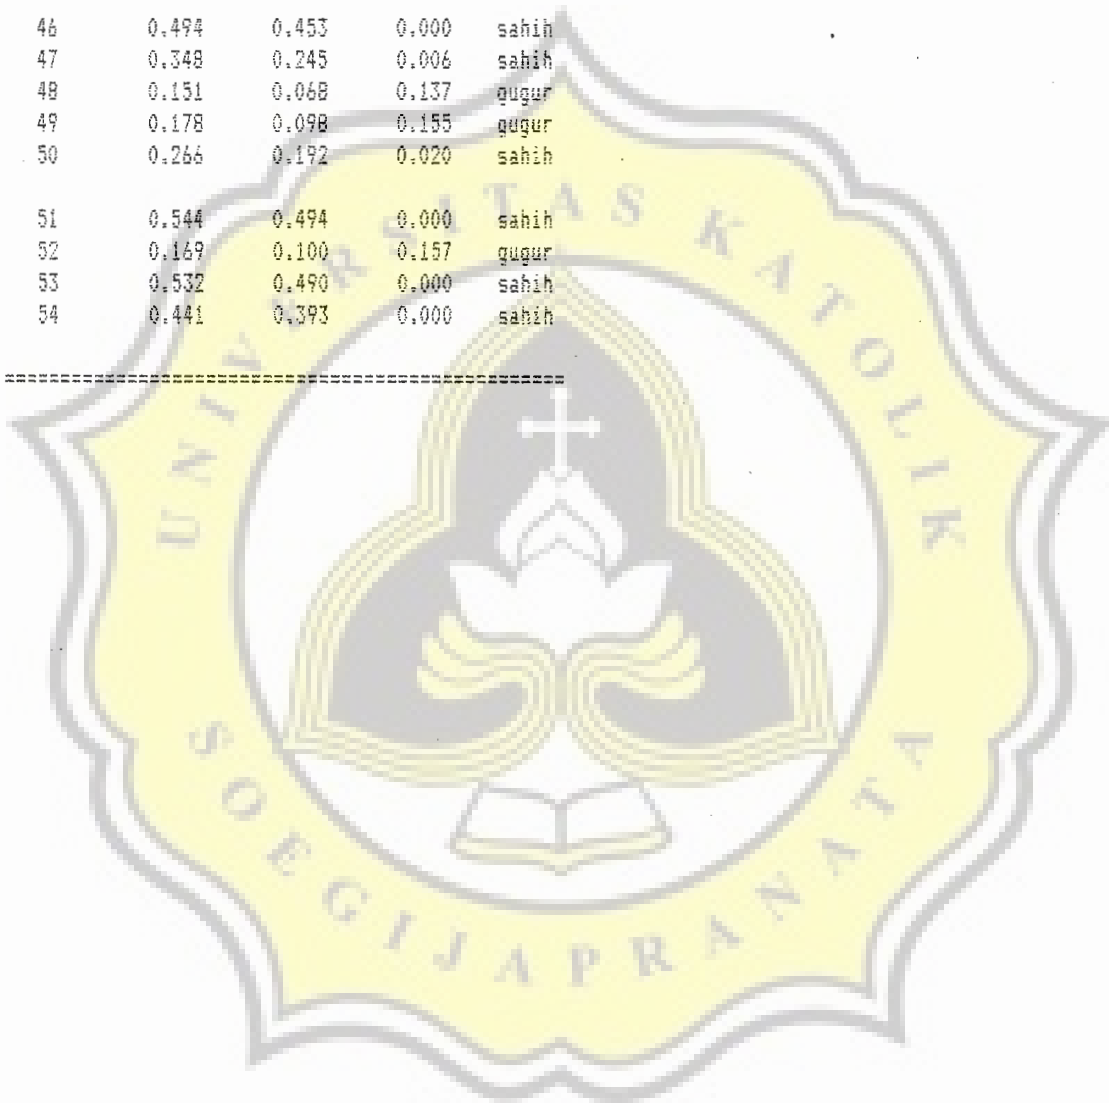 46 0.494 0.453 0.000 sahih
47 0.348 0.245 0.006 sahih
48 0.151 0.068 0.137 gugur
49 0.178 0.098 0.155 gugur
50 0.266 0.192 0.020 sahih
51 0.544 0.494 0.000 sahih
52 0.169 0.100 0.157 gugur
53 0.532 0.490 0.000 sahih
54 0.441 0.393 0.000 sahih
UNIVERSITAS KATOLIK
SOEGIJAPRANATA